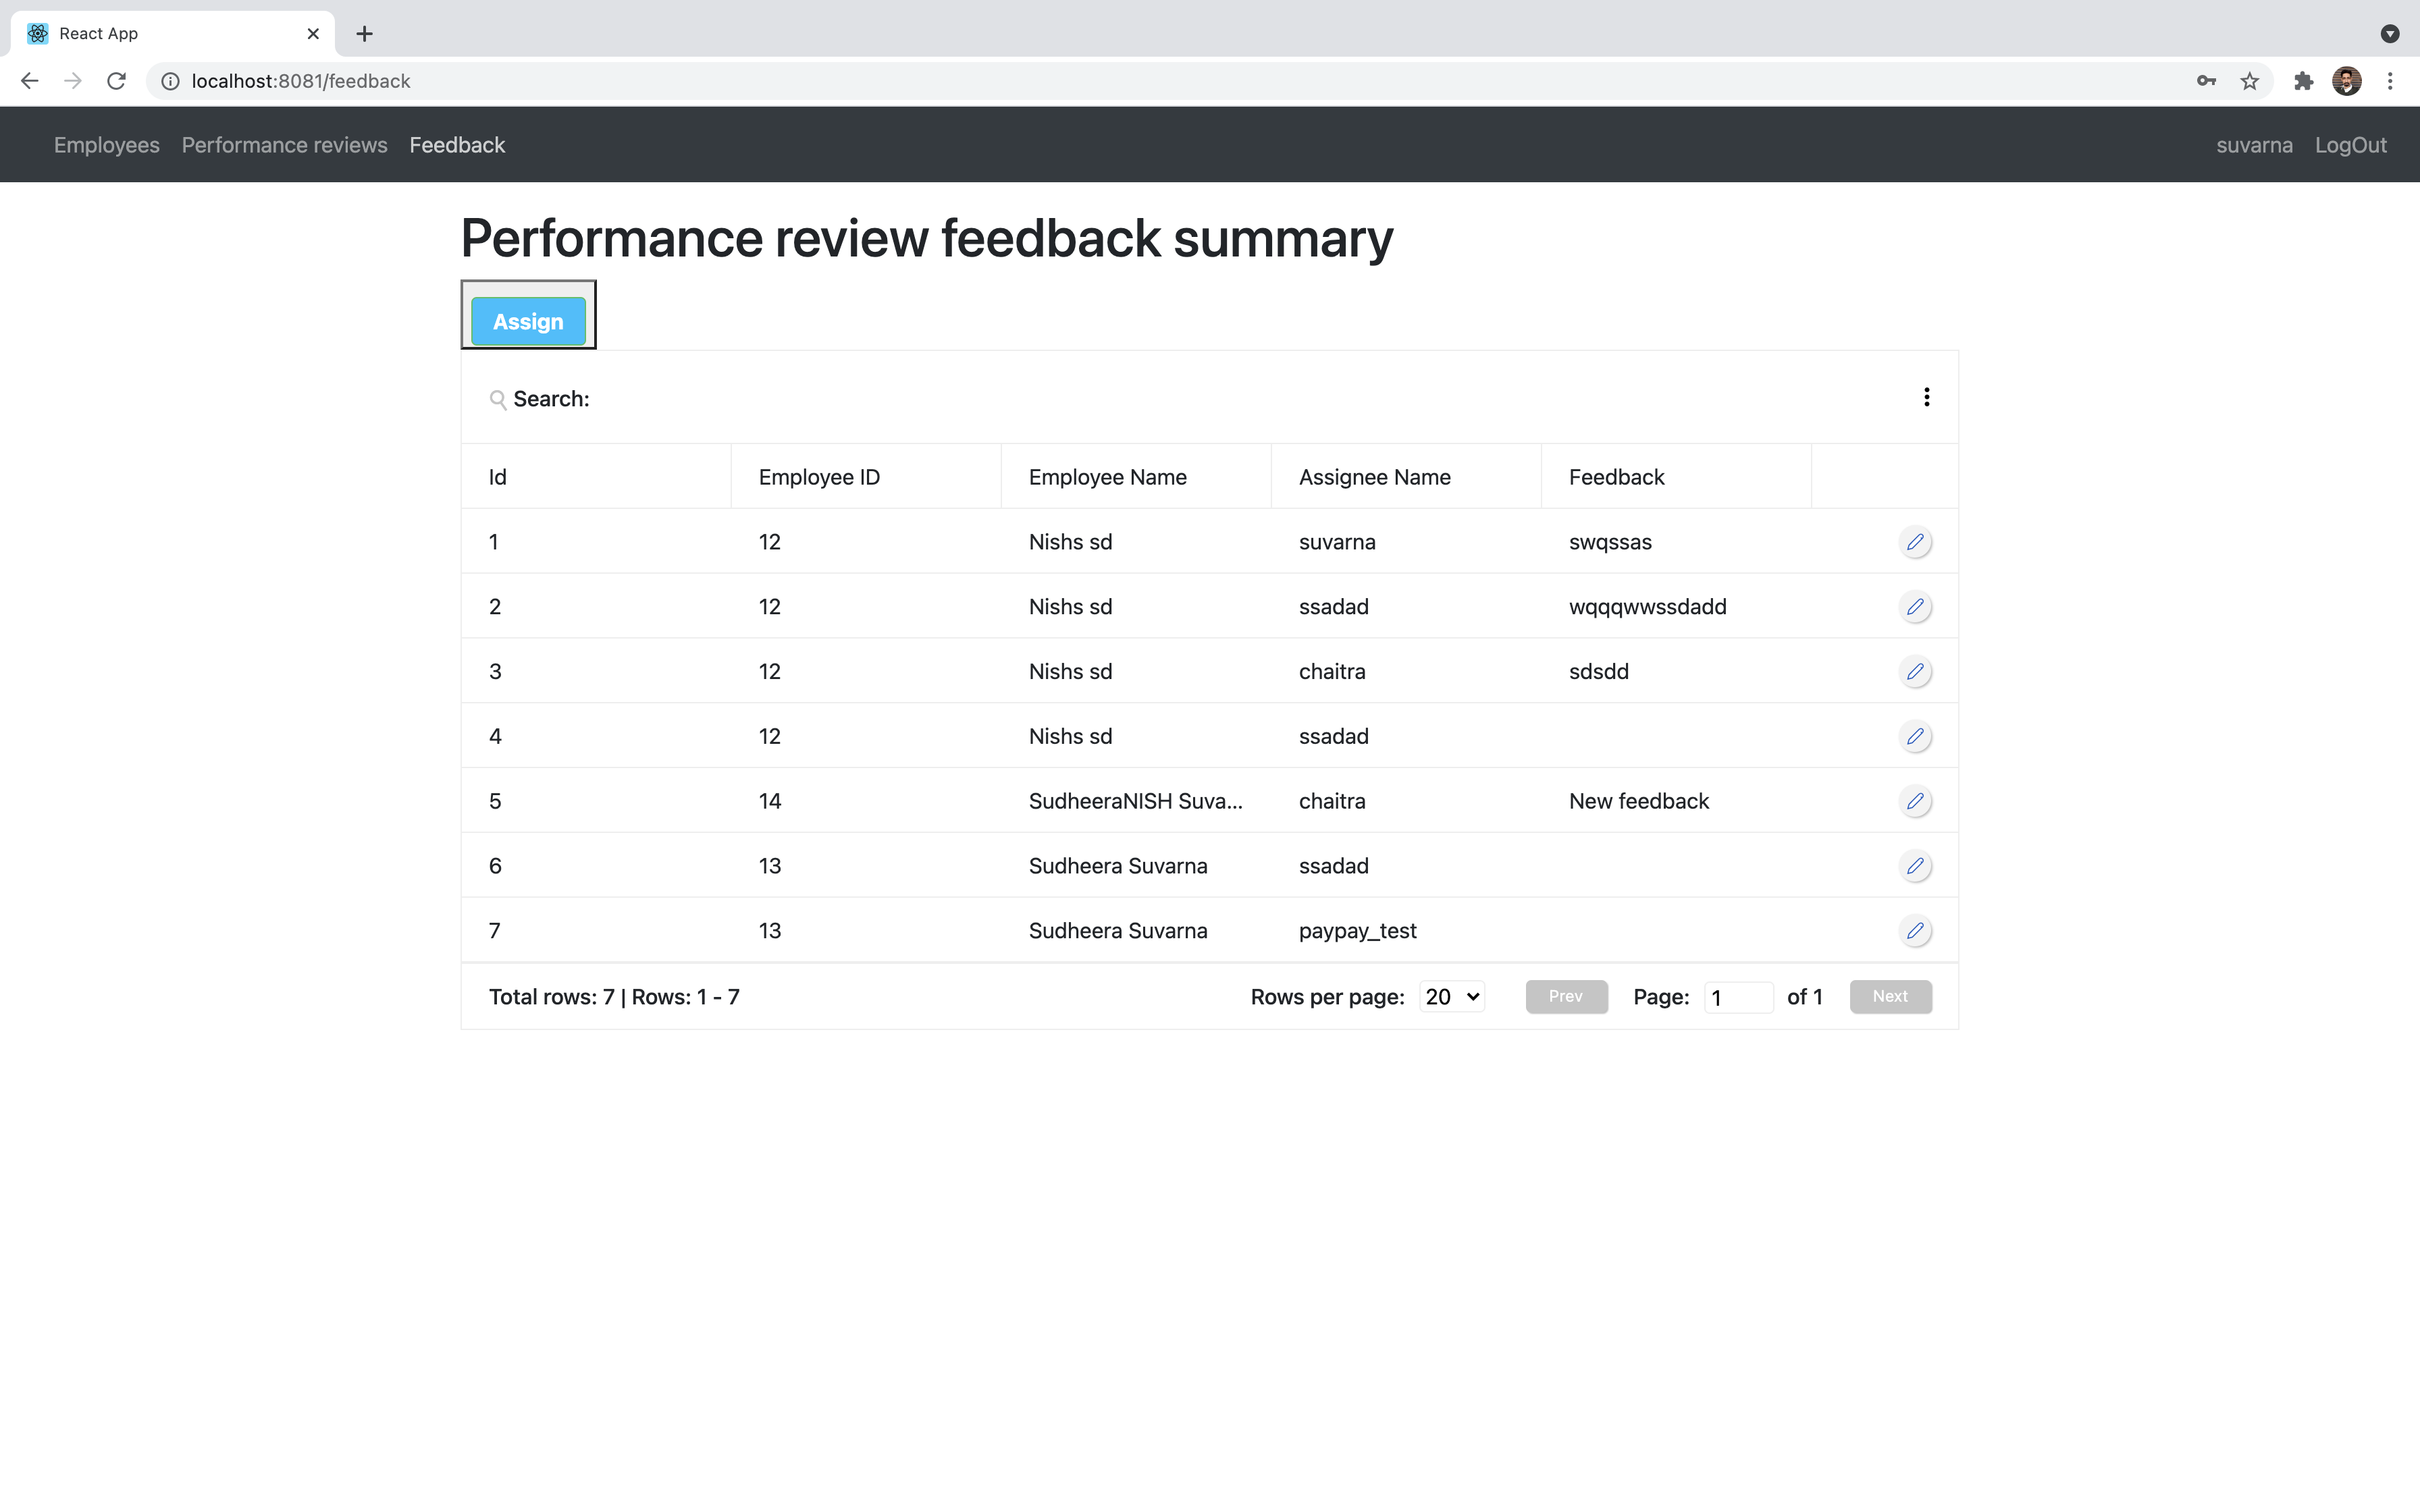 React App
localhost:8081/feedback
Employees Performance reviews Feedback suvarna LogOut
Performance review feedback summary
Assign
Search:
Id Employee ID Employee Name Assignee Name Feedback
1 12 Nishs sd suvarna swqssas
2 12 Nishs sd ssadad wqqqwwssdadd
3 12 Nishs sd chaitra sdsdd
4 12 Nishs sd ssadad
5 14 SudheeraNISH Suva... chaitra New feedback
6 13 Sudheera Suvarna ssadad
7 13 Sudheera Suvarna paypay_test
Total rows: 7 | Rows: 1 - 7 Rows per page: 20 Prev Page: 1 of 1 Next